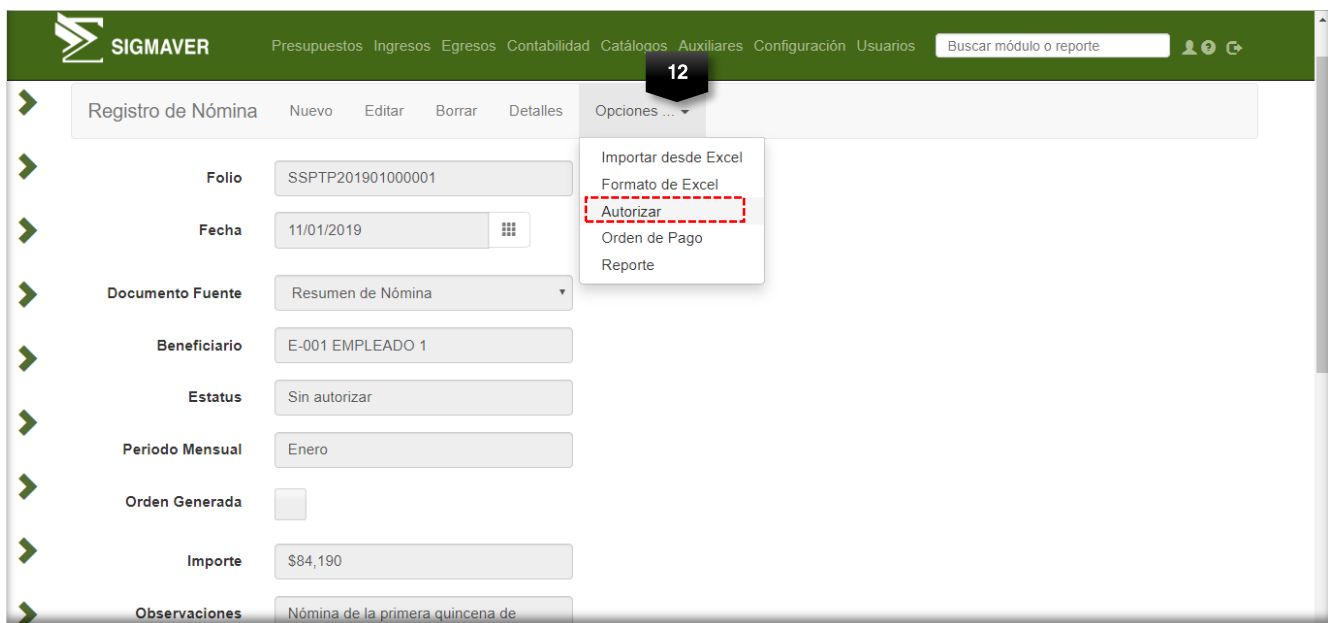 SIGMAVER Presupuestos Ingresos Egresos Contabilidad Catálogos Auxiliares Configuración Usuarios Buscar módulo o reporte
12
Registro de Nómina Nuevo Editar Borrar Detalles Opciones ...
Importar desde Excel
Formato de Excel
Autorizar
Orden de Pago
Reporte
Folio SSPTP201901000001
Fecha 11/01/2019
Documento Fuente Resumen de Nómina
Beneficiario E-001 EMPLEADO 1
Estatus Sin autorizar
Periodo Mensual Enero
Orden Generada
Importe $84,190
Observaciones Nómina de la primera quincena de